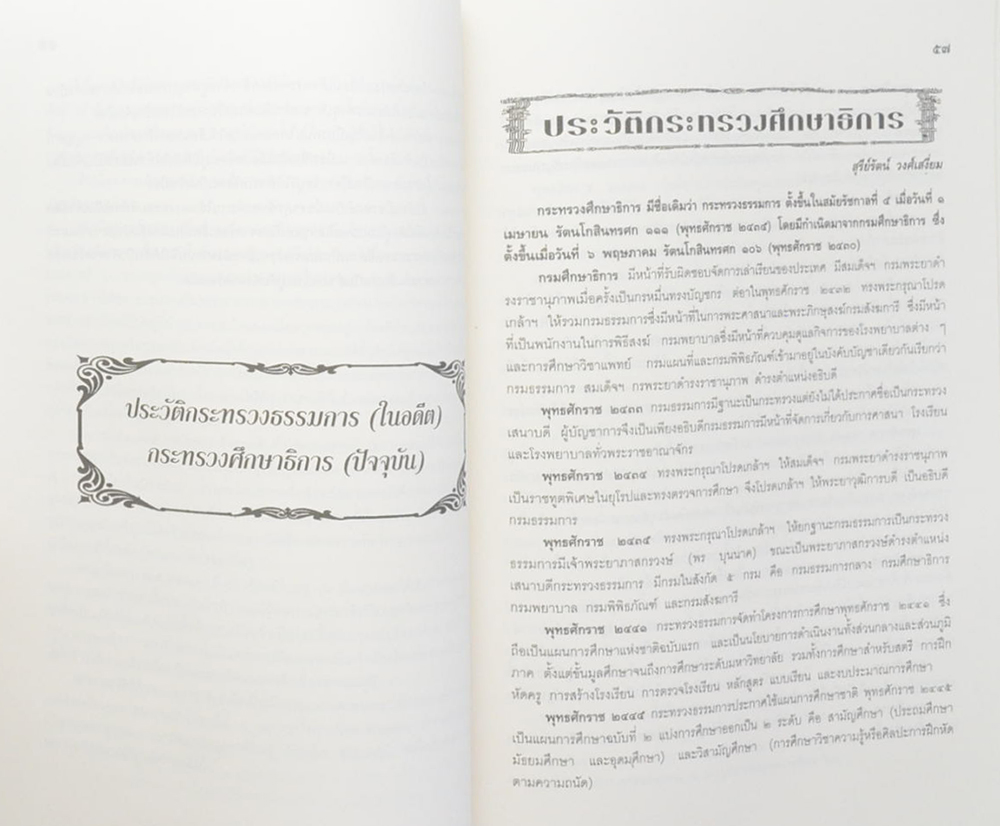 ประวัติกระทรวงธรรมการ (ในอดีต)
กระทรวงศึกษาธิการ (ปัจจุบัน)
๕๗
ประวัติกระทรวงศึกษาธิการ
สุรีย์รัตน์ วงศ์เสงี่ยม
กระทรวงศึกษาธิการ มีชื่อเดิมว่า กระทรวงธรรมการ ตั้งขึ้นในสมัยรัชกาลที่ ๕ เมื่อวันที่ ๑
เมษายน รัตนโกสินทรศก ๑๑๑ (พุทธศักราช ๒๔๓๕) โดยมีกำเนิดมาจากกรมศึกษาธิการ ซึ่ง
ตั้งขึ้นเมื่อวันที่ ๖ พฤษภาคม รัตนโกสินทรศก ๑๐๖ (พุทธศักราช ๒๔๓๐)
กรมศึกษาธิการ มีหน้าที่รับผิดชอบจัดการเล่าเรียนของประเทศ มีสมเด็จฯ กรมพระยาดำ
รงราชานุภาพเมื่อครั้งเป็นกรมหมื่นทรงบัญชกร ต่อาในพุทธศักราช ๒๔๓๒ ทรงพระกรุณาโปรด
เกล้าฯ ให้รวมกรมธรรมการซึ่งมีหน้าที่ในการพระศาสนาและพระภิกษุสงฆ์กรมสังฆการี ซึ่งมีหน้า
ที่เป็นพนักงานในการพิธีสงฆ์ กรมพยาบาลซึ่งมีหน้าที่ควบคุมดูแลกิจการของโรงพยาบาลต่าง ๆ
และการศึกษาวิชาแพทย์ กรมแผนที่และกรมพิพิธภัณฑ์เข้ามาอยู่ในบังคับบัญชาเดียวกันเรียกว่า
กรมธรรมการ สมเด็จฯ กรพระยาดำรงราชานุภาพ ดำรงตำแหน่งอธิบดี
พุทธศักราช ๒๔๓๓ กรมธรรมการมีฐานะเป็นกระทรวงแต่ยังไม่ได้ประกาศชื่อเป็นกระทรวง
เสนาบดี ผู้บัญชาการจึงเป็นเพียงอธิบดีกรมธรรมการมีหน้าที่จัดการเกี่ยวกับการศาสนา โรงเรียน
และโรงพยาบาลทั่วพระราชอาณาจักร
พุทธศักราช ๒๔๓๔ ทรงพระกรุณาโปรดเกล้าฯ ให้สมเด็จฯ กรมพระยาดำรงราชานุภาพ
เป็นราชทูตพิเศษในยุโรปและทรงตรวจการศึกษา จึงโปรดเกล้าฯ ให้พระยาวุฒิการบดี เป็นอธิบดี
กรมธรรมการ
พุทธศักราช ๒๔๓๕ ทรงพระกรุณาโปรดเกล้าฯ ให้ยกฐานะกรมธรรมการเป็นกระทรวง
ธรรมการมีเจ้าพระยาภาสกรวงษ์ (พร บุนนาค) ขณะเป็นพระยาภาสกรวงษ์ดำรงตำแหน่ง
เสนาบดีกระทรวงธรรมการ มีกรมในสังกัด ๕ กรม คือ กรมธรรมการกลาง กรมศึกษาธิการ
กรมพยาบาล กรมพิพิธภัณฑ์ และกรมสังฆการี
พุทธศักราช ๒๔๔๑ กระทรวงธรรมการจัดทำโครงการการศึกษาพุทธศักราช ๒๔๔๑ ซึ่ง
ถือเป็นแผนการศึกษาแห่งชาติฉบับแรก และเป็นนโยบายการดำเนินงานทั้งส่วนกลางและส่วนภูมิ
ภาค ตั้งแต่ชั้นมูลศึกษาจนถึงการศึกษาระดับมหาวิทยาลัย รวมทั้งการศึกษาสำหรับสตรี การฝึก
หัดครู การสร้างโรงเรียน การตรวจโรงเรียน หลักสูตร แบบเรียน และงบประมาณการศึกษา
พุทธศักราช ๒๔๔๕ กระทรวงธรรมการประกาศใช้แผนการศึกษาชาติ พุทธศักราช ๒๔๔๕
เป็นแผนการศึกษาฉบับที่ ๒ แบ่งการศึกษาออกเป็น ๒ ระดับ คือ สามัญศึกษา (ประถมศึกษา
มัธยมศึกษา และอุดมศึกษา) และวิสามัญศึกษา (การศึกษาวิชาความรู้หรือศิลปะการฝึกหัด
ตามความถนัด)